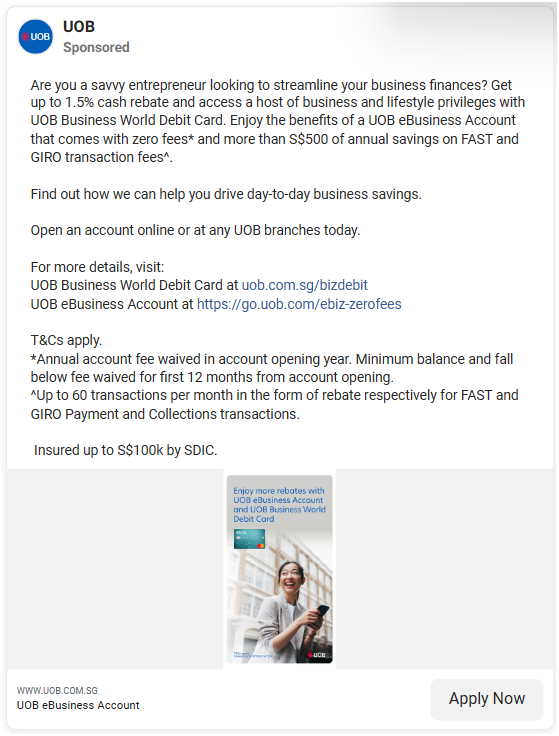 UOB
UOB
Sponsored
Are you a savvy entrepreneur looking to streamline your business finances? Get
up to 1.5% cash rebate and access a host of business and lifestyle privileges with
UOB Business World Debit Card. Enjoy the benefits of a UOB eBusiness Account
that comes with zero fees* and more than S$500 of annual savings on FAST and
GIRO transaction fees^.
Find out how we can help you drive day-to-day business savings.
Open an account online or at any UOB branches today.
For more details, visit:
UOB Business World Debit Card at uob.com.sg/bizdebit
UOB eBusiness Account at https://go.uob.com/ebiz-zerofees
T&Cs apply.
*Annual account fee waived in account opening year. Minimum balance and fall
below fee waived for first 12 months from account opening.
^Up to 60 transactions per month in the form of rebate respectively for FAST and
GIRO Payment and Collections transactions.
Insured up to S$100k by SDIC.
Enjoy more rebates with
UOB eBusiness Account
and UOB Business World
Debit Card
UOB
WWW.UOB.COM.SG
UOB eBusiness Account
Apply Now